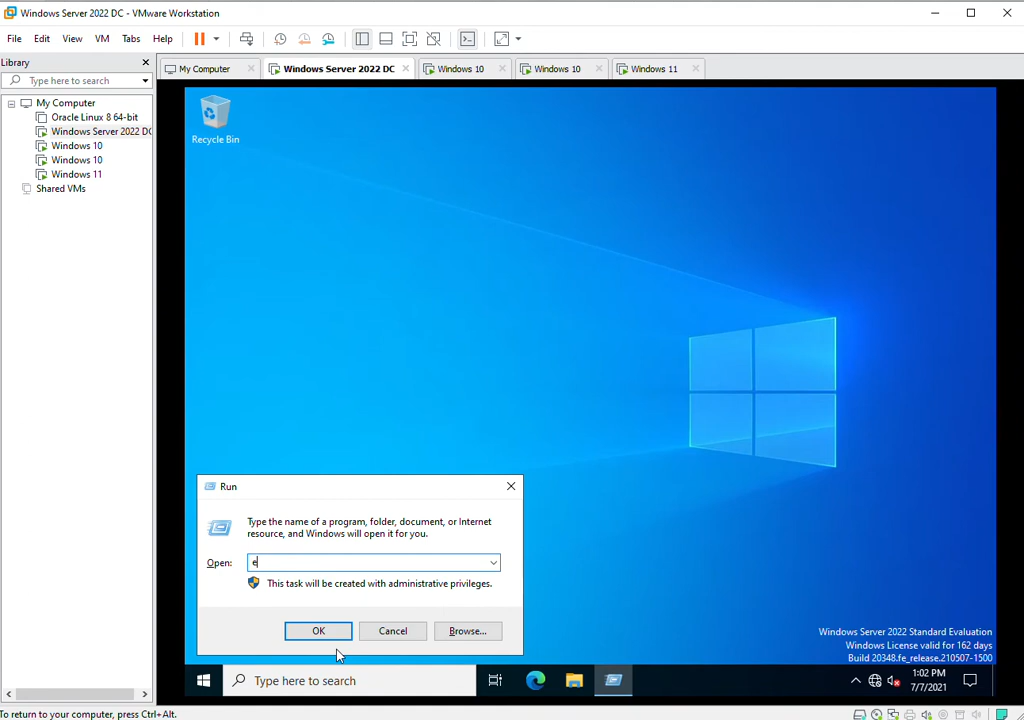 Windows Server 2022 DC - VMware Workstation
File Edit View VM Tabs Help
Library
Type here to search
My Computer
Oracle Linux 8 64-bit
Windows Server 2022 DC
Windows 10
Windows 10
Windows 11
Shared VMs
My Computer
Windows Server 2022 DC
Windows 10
Windows 10
Windows 11
Recycle Bin
Run
Type the name of a program, folder, document, or Internet
resource, and Windows will open it for you.
Open: e
This task will be created with administrative privileges.
OK Cancel Browse...
Windows Server 2022 Standard Evaluation
Windows License valid for 162 days
Build 20348.fe_release.210507-1500
Type here to search
1:02 PM
7/7/2021
To return to your computer, press Ctrl+Alt.